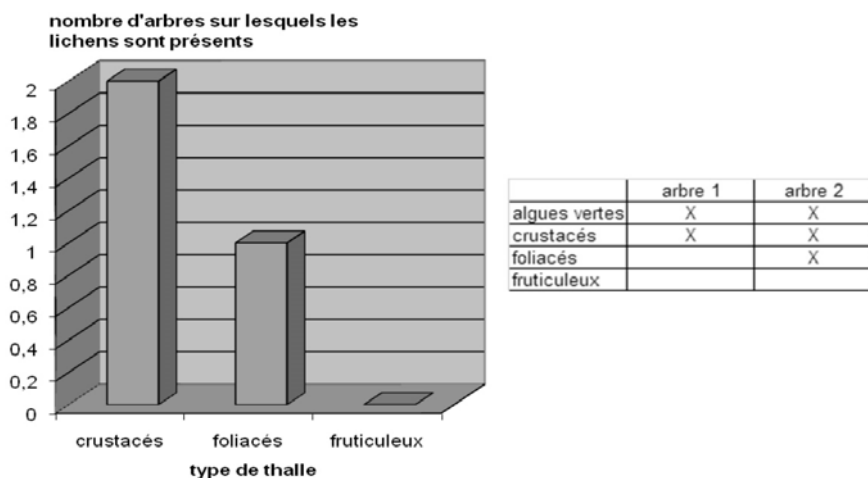 nombre d'arbres sur lesquels les
lichens sont présents
2
1,8
1,6
1,4
1,2
1
0,8
0,6
0,4
0,2
0
crustacés foliacés fruticuleux
type de thalle
arbre 1 arbre 2
algues vertes X X
crustacés X X
foliacés X
fruticuleux